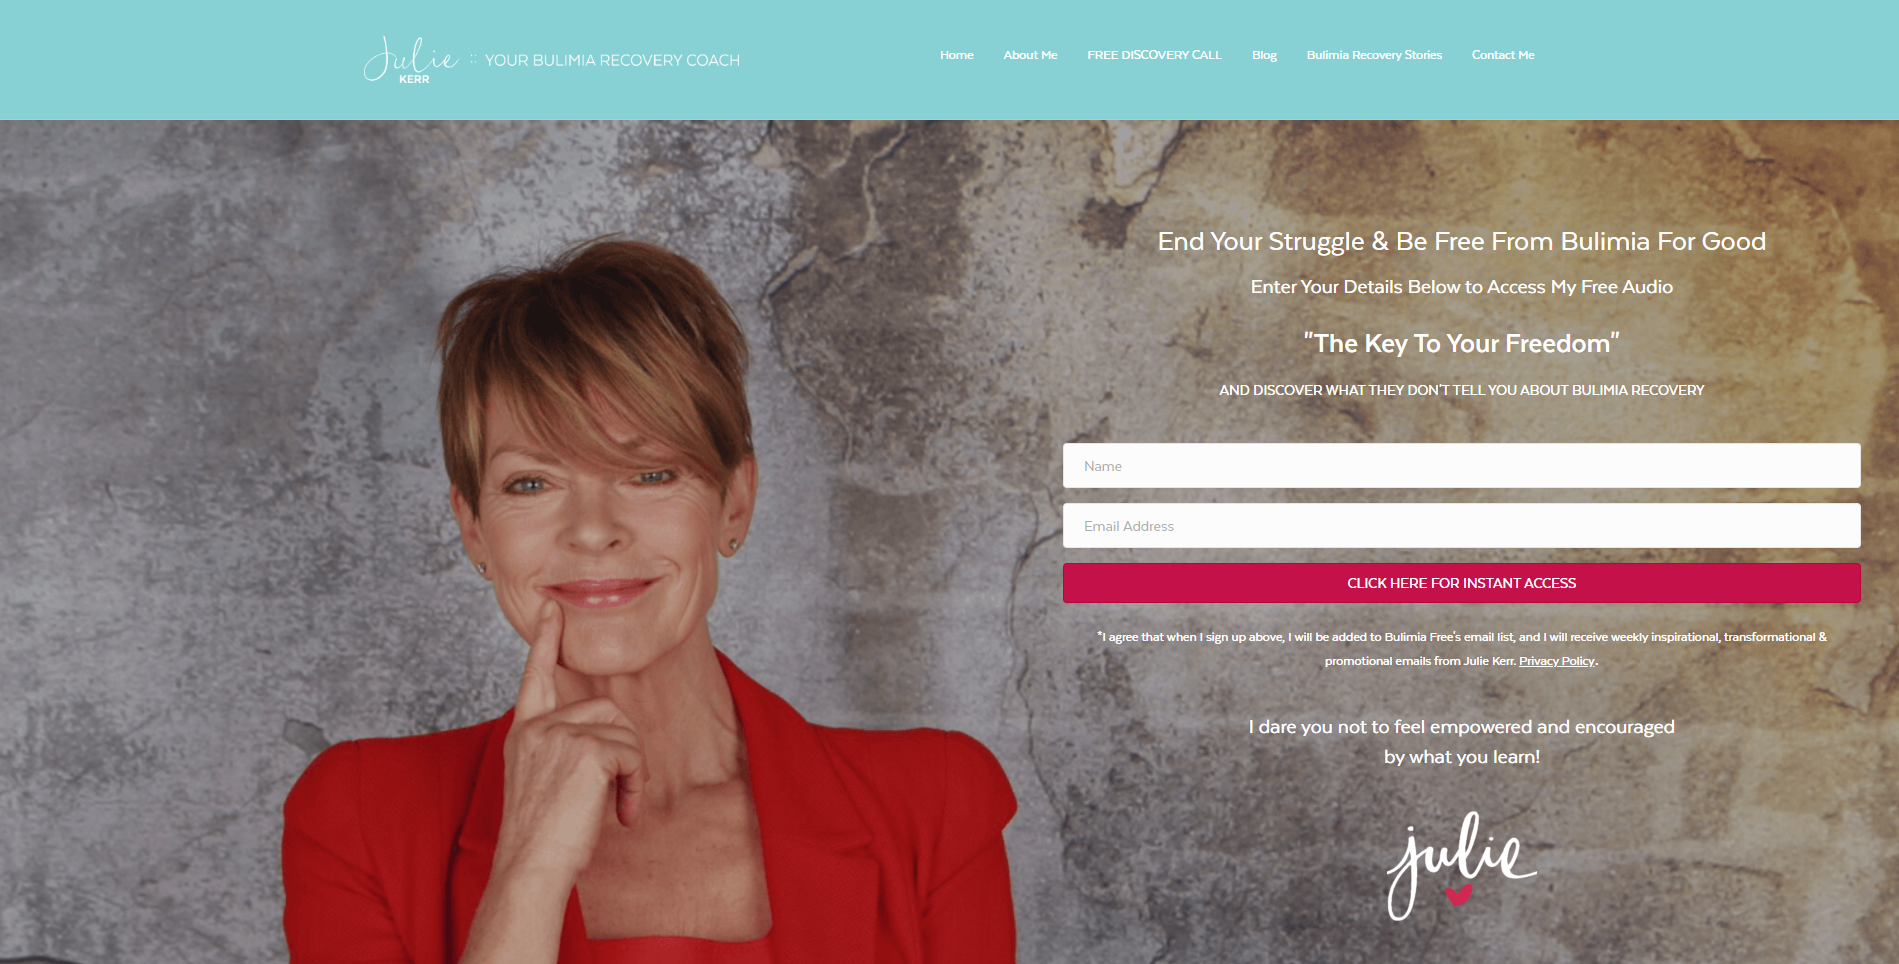 Julie KERR :: YOUR BULIMIA RECOVERY COACH
Home About Me FREE DISCOVERY CALL Blog Bulimia Recovery Stories Contact Me
End Your Struggle & Be Free From Bulimia For Good
Enter Your Details Below to Access My Free Audio
"The Key To Your Freedom"
AND DISCOVER WHAT THEY DON'T TELL YOU ABOUT BULIMIA RECOVERY
Name
Email Address
CLICK HERE FOR INSTANT ACCESS
*I agree that when I sign up above, I will be added to Bulimia Free's email list, and I will receive weekly inspirational, transformational &
promotional emails from Julie Kerr. Privacy Policy.
I dare you not to feel empowered and encouraged
by what you learn!
julie